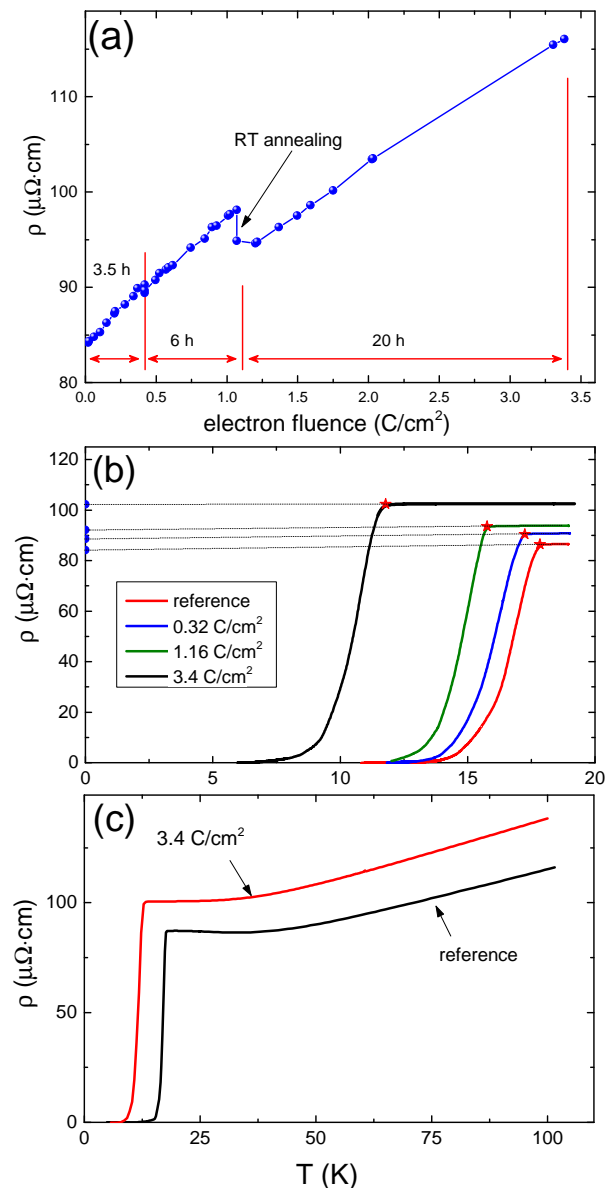 (a)
115
110
100
90
80
ρ (μΩ·cm)
RT annealing
3.5 h
6 h
20 h
0.0 0.5 1.0 1.5 2.0 2.5 3.0 3.5
electron fluence (C/cm²)
(b)
120
100
80
60
40
20
0
ρ (μΩ·cm)
reference
0.32 C/cm²
1.16 C/cm²
3.4 C/cm²
0 5 10 15 20
(c)
100
50
0
ρ (μΩ·cm)
3.4 C/cm²
reference
0 25 50 75 100
T (K)